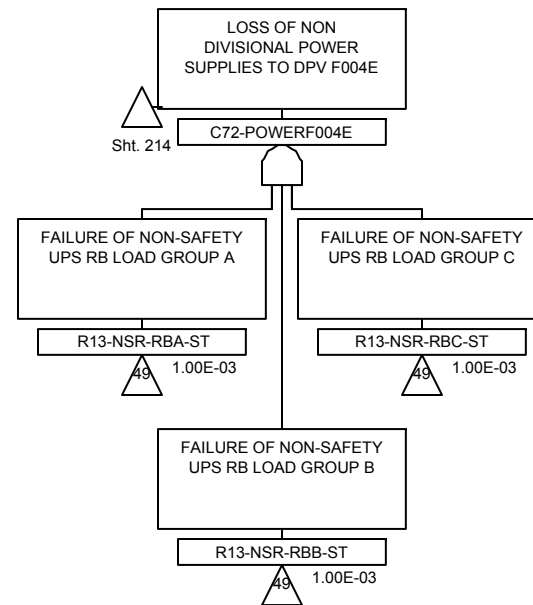 LOSS OF NON
DIVISIONAL POWER
SUPPLIES TO DPV F004E
Sht. 214
C72-POWERF004E
FAILURE OF NON-SAFETY
UPS RB LOAD GROUP A
R13-NSR-RBA-ST
49
1.00E-03
FAILURE OF NON-SAFETY
UPS RB LOAD GROUP C
R13-NSR-RBC-ST
49
1.00E-03
FAILURE OF NON-SAFETY
UPS RB LOAD GROUP B
R13-NSR-RBB-ST
49
1.00E-03